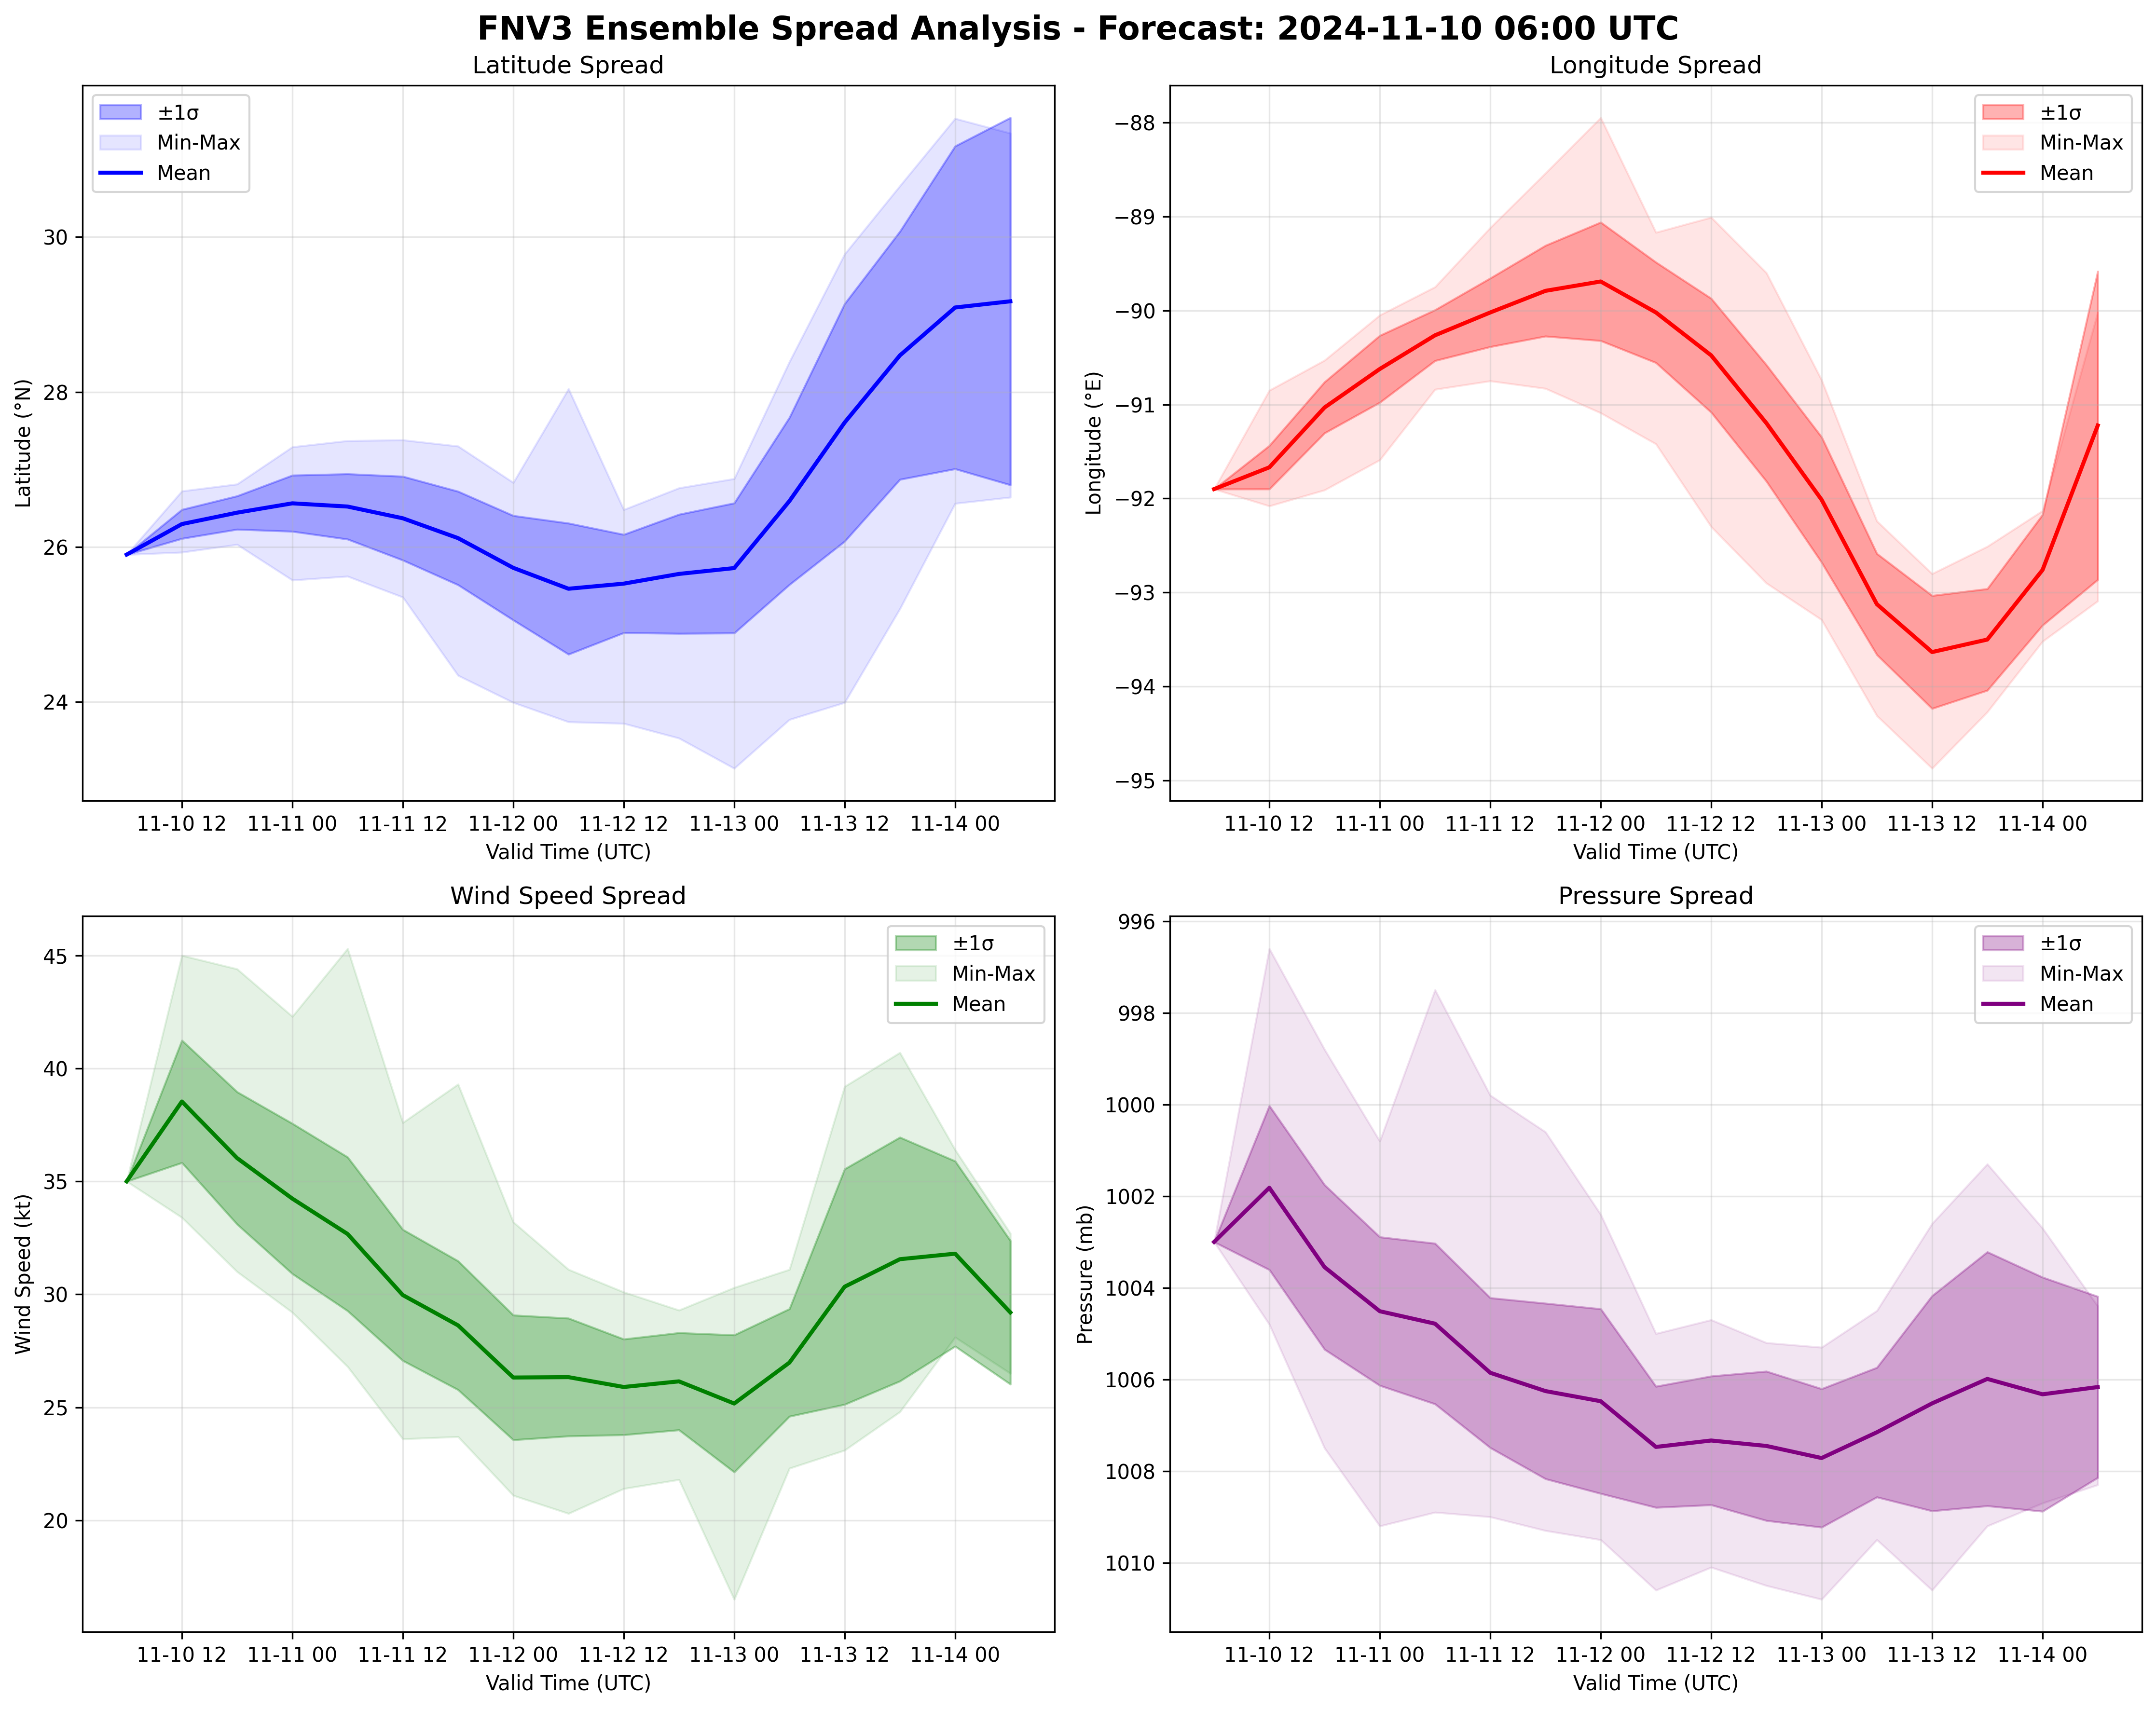 FNV3 Ensemble Spread Analysis - Forecast: 2024-11-10 06:00 UTC
Latitude Spread
±1σ
Min-Max
Mean
30
28
26
24
Latitude (°N)
11-10 12 11-11 00 11-11 12 11-12 00 11-12 12 11-13 00 11-13 12 11-14 00
Valid Time (UTC)
Longitude Spread
±1σ
Min-Max
Mean
−88
−89
−90
−91
−92
−93
−94
−95
Longitude (°E)
11-10 12 11-11 00 11-11 12 11-12 00 11-12 12 11-13 00 11-13 12 11-14 00
Valid Time (UTC)
Wind Speed Spread
±1σ
Min-Max
Mean
45
40
35
30
25
20
Wind Speed (kt)
11-10 12 11-11 00 11-11 12 11-12 00 11-12 12 11-13 00 11-13 12 11-14 00
Valid Time (UTC)
Pressure Spread
±1σ
Min-Max
Mean
996
998
1000
1002
1004
1006
1008
1010
Pressure (mb)
11-10 12 11-11 00 11-11 12 11-12 00 11-12 12 11-13 00 11-13 12 11-14 00
Valid Time (UTC)